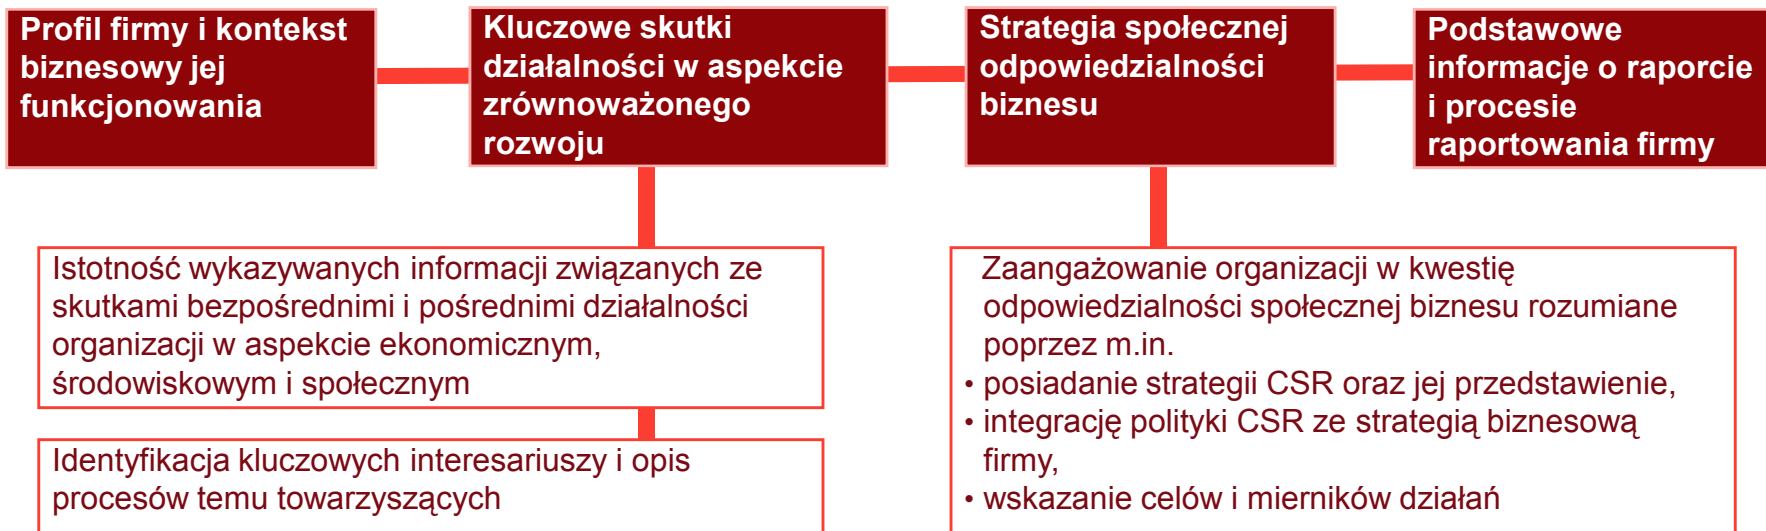 Profil firmy i kontekst
biznesowy jej
funkcjonowania
Kluczowe skutki
działalności w aspekcie
zrównoważonego
rozwoju
Strategia społecznej
odpowiedzialności
biznesu
Podstawowe
informacje o raporcie
i procesie
raportowania firmy
Istotność wykazywanych informacji związanych ze
skutkami bezpośrednimi i pośrednimi działalności
organizacji w aspekcie ekonomicznym,
środowiskowym i społecznym
Identyfikacja kluczowych interesariuszy i opis
procesów temu towarzyszących
Zaangażowanie organizacji w kwestię
odpowiedzialności społecznej biznesu rozumiane
poprzez m.in.
• posiadanie strategii CSR oraz jej przedstawienie,
• integrację polityki CSR ze strategią biznesową
firmy,
• wskazanie celów i mierników działań